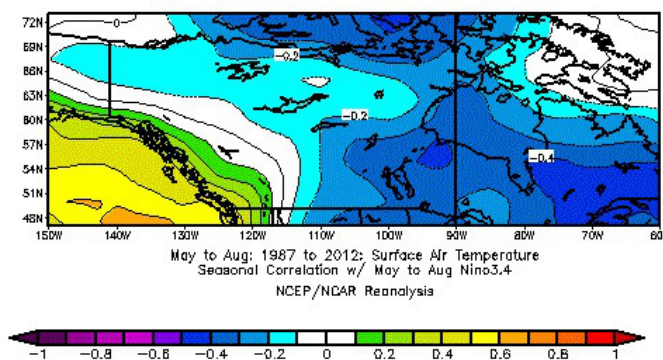 72N
0
69N
-0.2
66N
63N
-0.2
60N
57N
-0.4
54N
51N
48N
150W 140W 130W 120W 110W 100W 90W 80W 70W 60
May to Aug: 1987 to 2012: Surface Air Temperature
Seasonal Correlation w/ May to Aug Nino3.4
NCEP/NCAR Reanalysis
-1 -0.8 -0.6 -0.4 -0.2 0 0.2 0.4 0.6 0.8 1